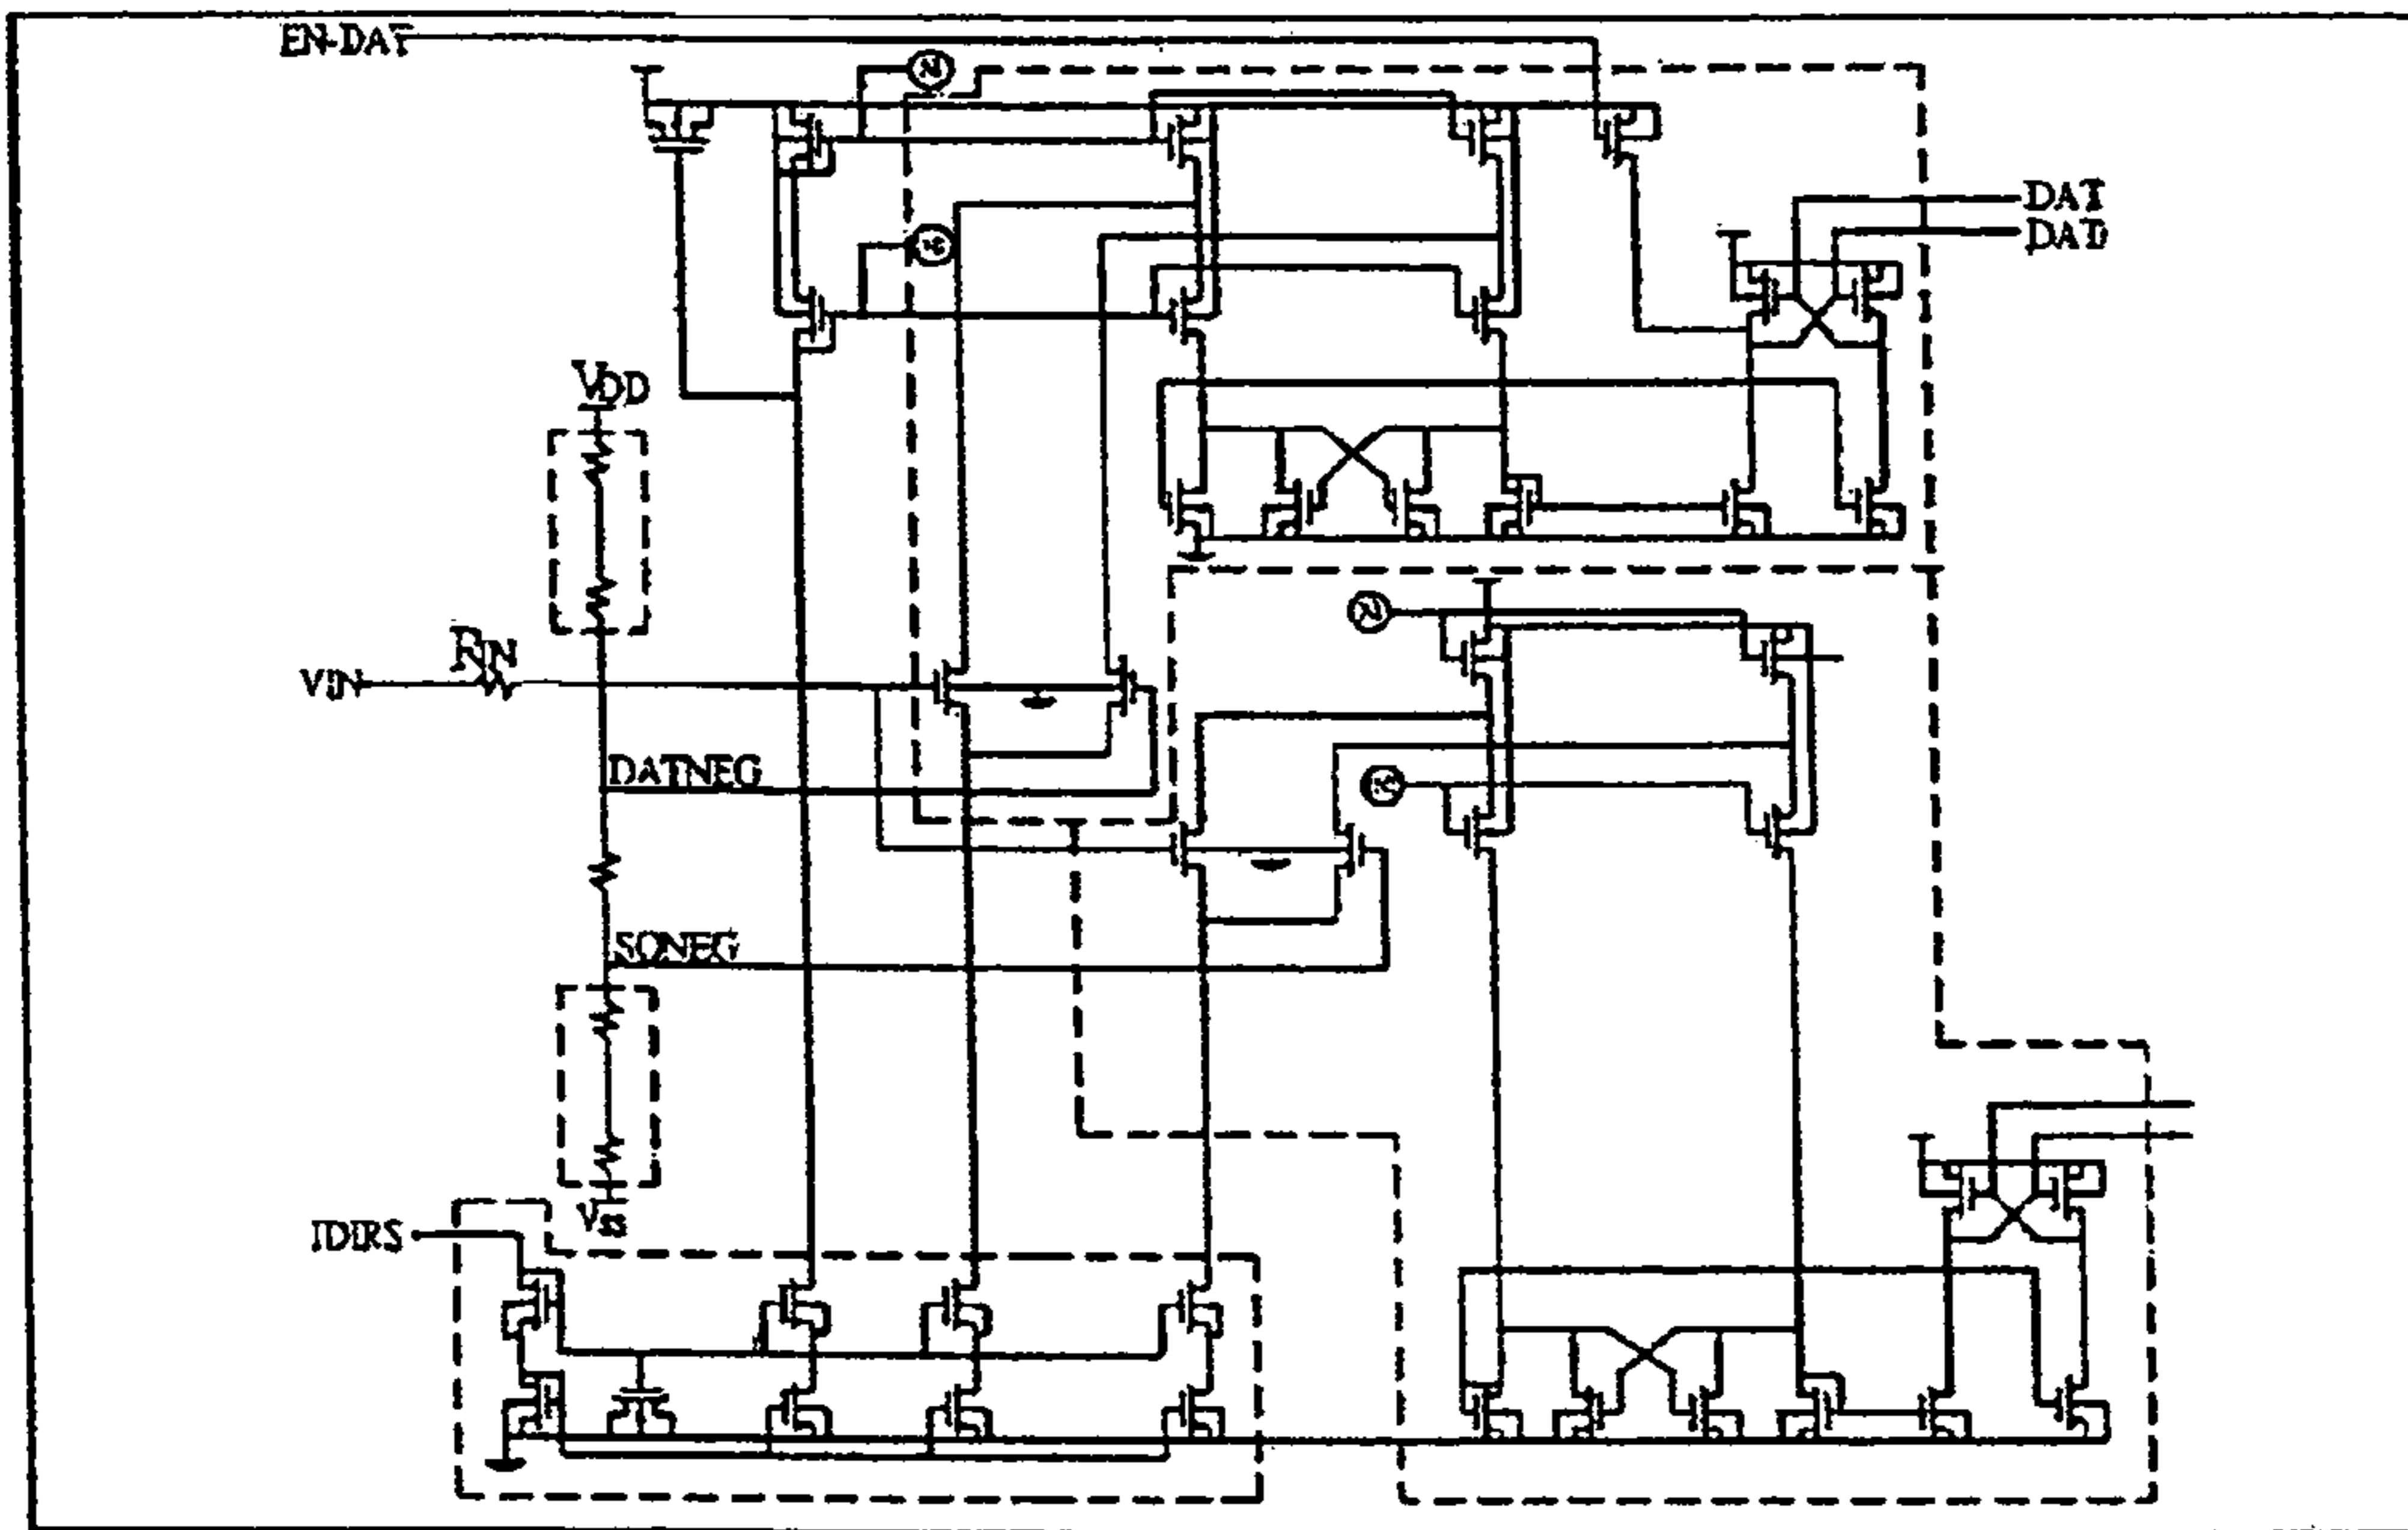 EN-DAT
DAT
DAT
VDD
RIN
VIN
DATNEG
SONEG
VSS
IDIRS